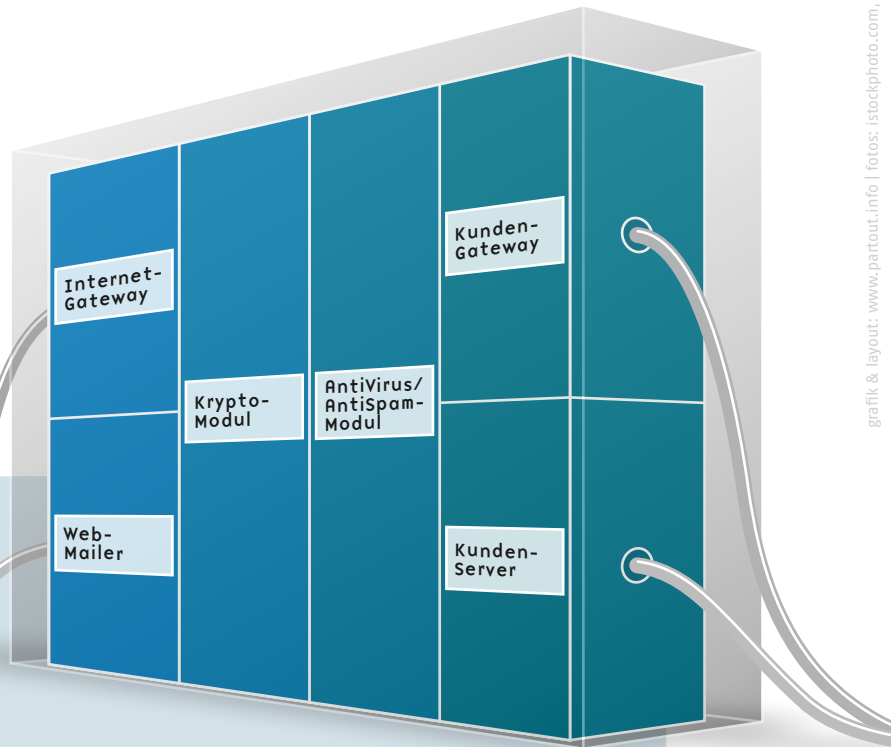 Internet-
Gateway
Web-
Mailer
Krypto-
Modul
AntiVirus/
AntiSpam-
Modul
Kunden-
Gateway
Kunden-
Server
grafik & layout: www.partout.info | fotos: istockphoto.com,